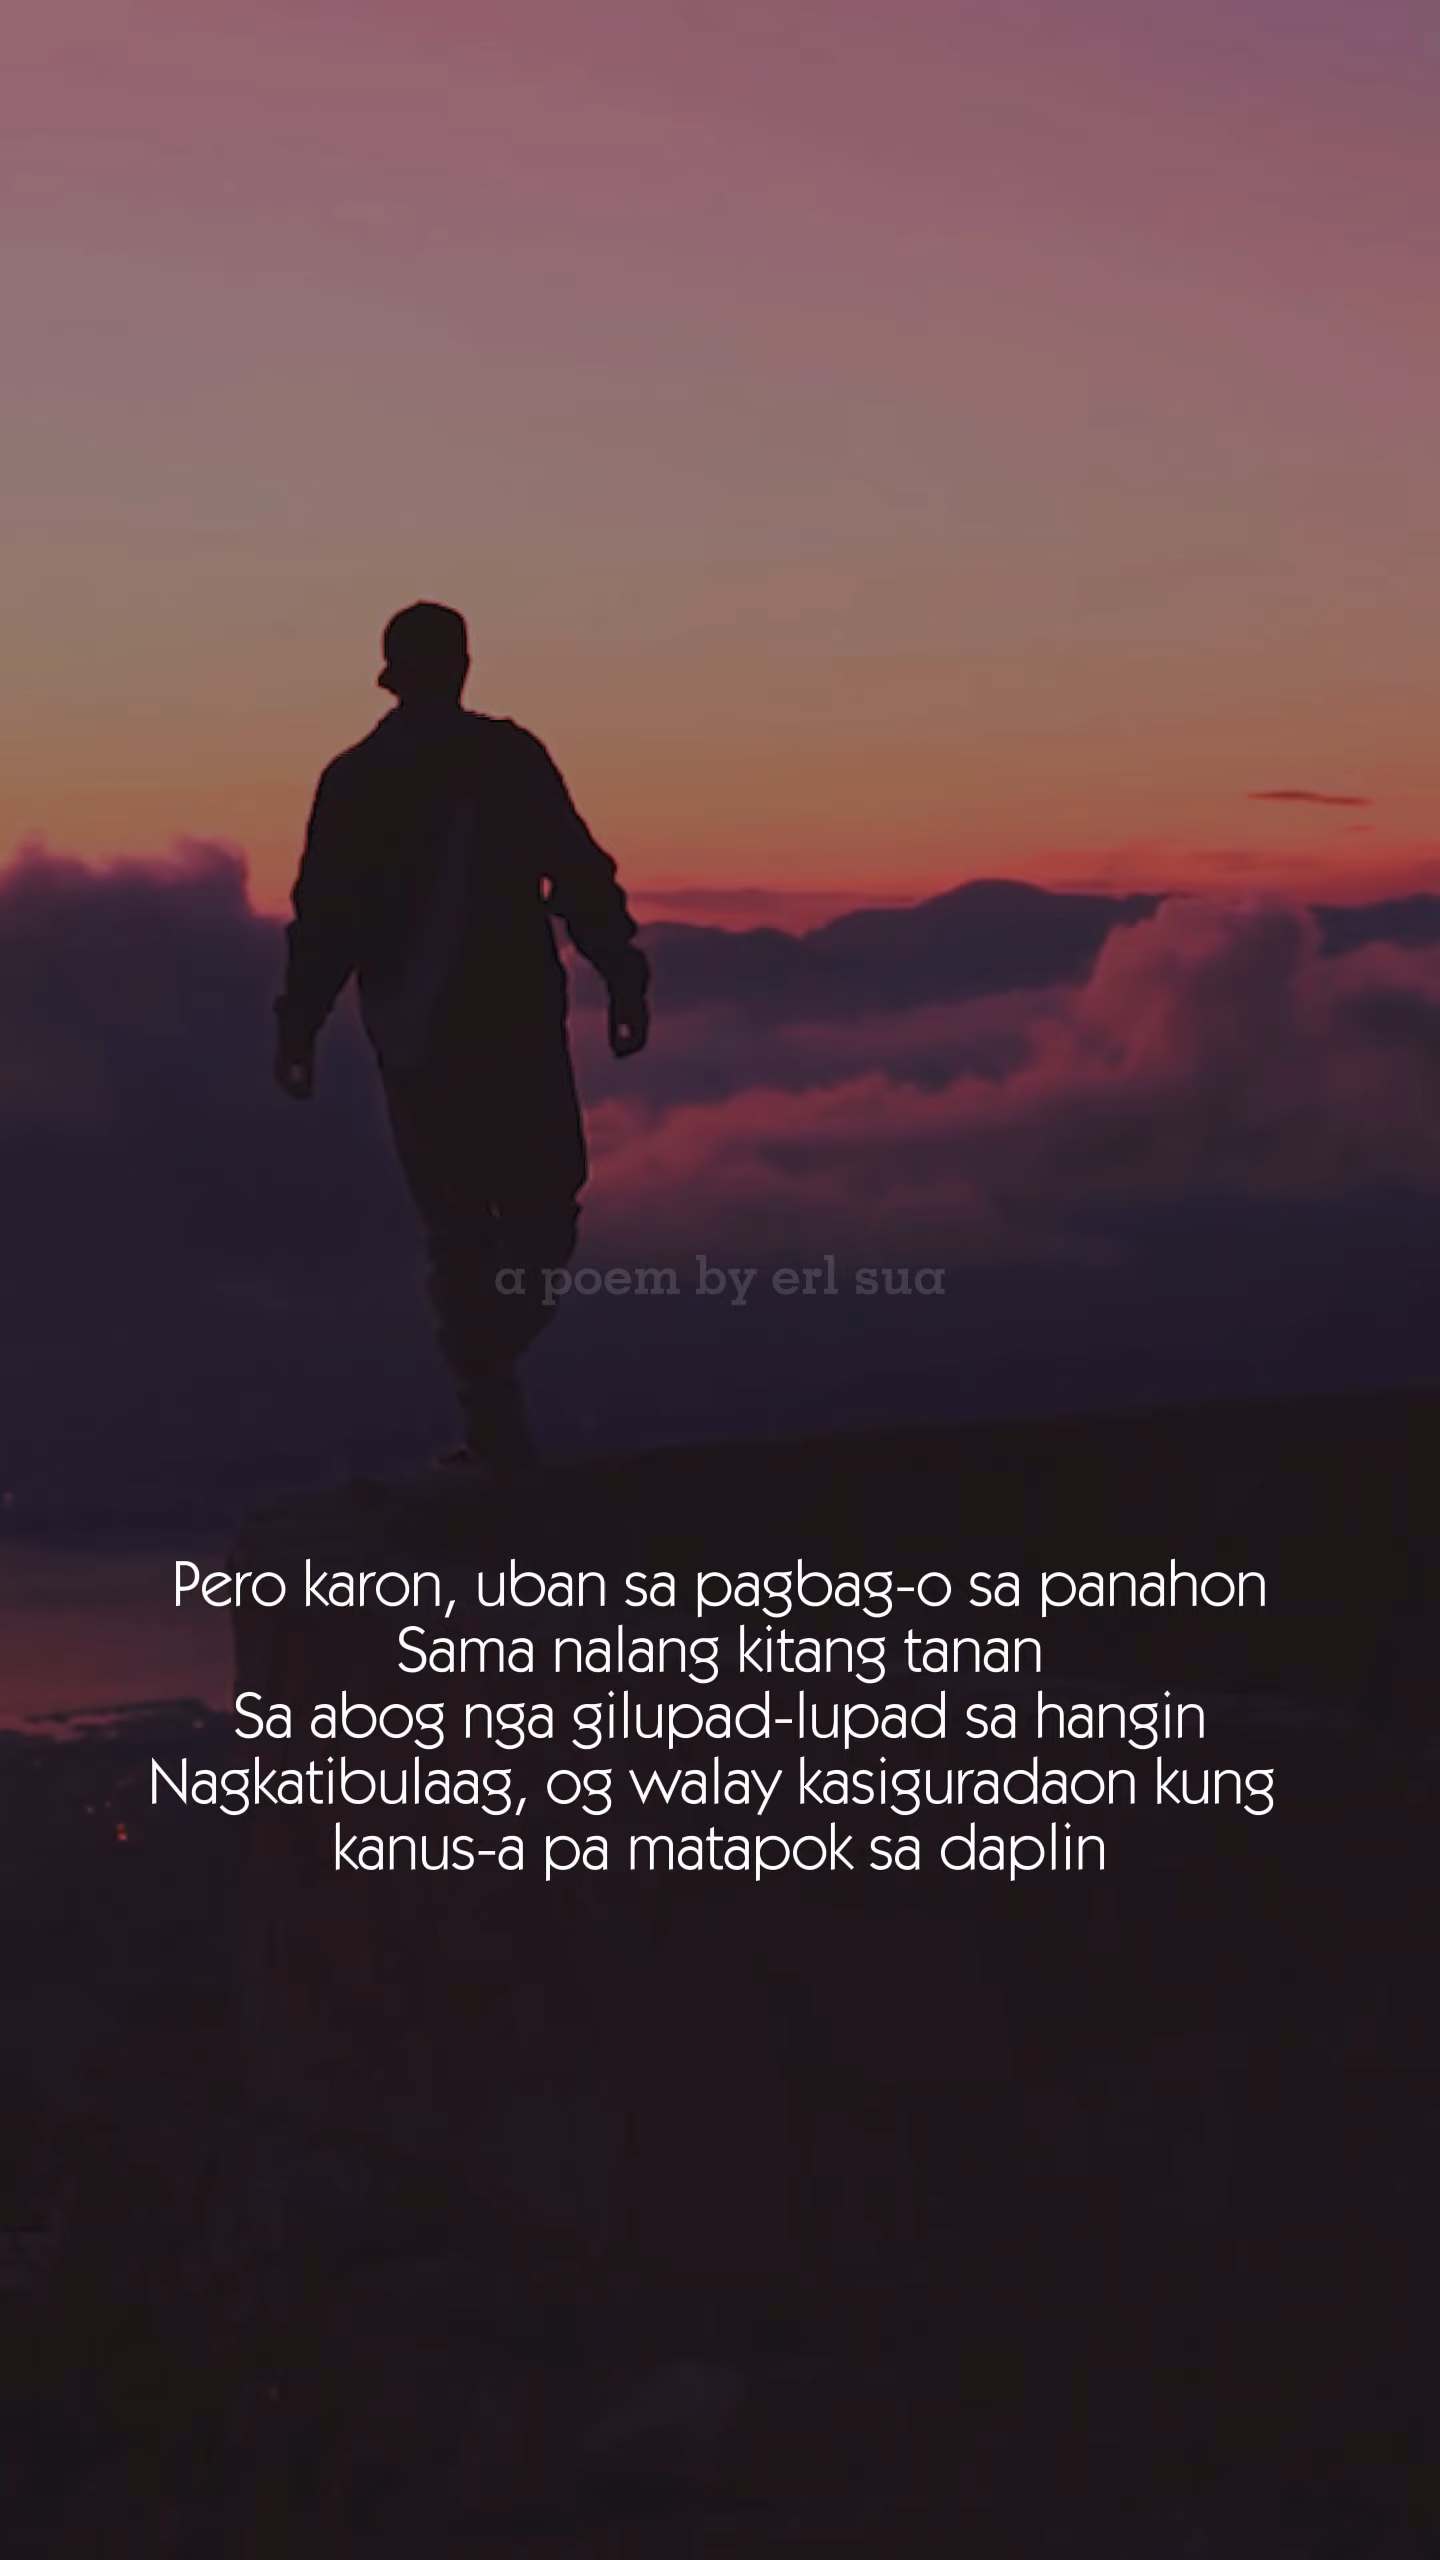 a poem by erl sua
Pero karon, uban sa pagbag-o sa panahon
Sama nalang kitang tanan
Sa abog nga gilupad-lupad sa hangin
Nagkatibulaag, og walay kasiguradaon kung
kanus-a pa matapok sa daplin